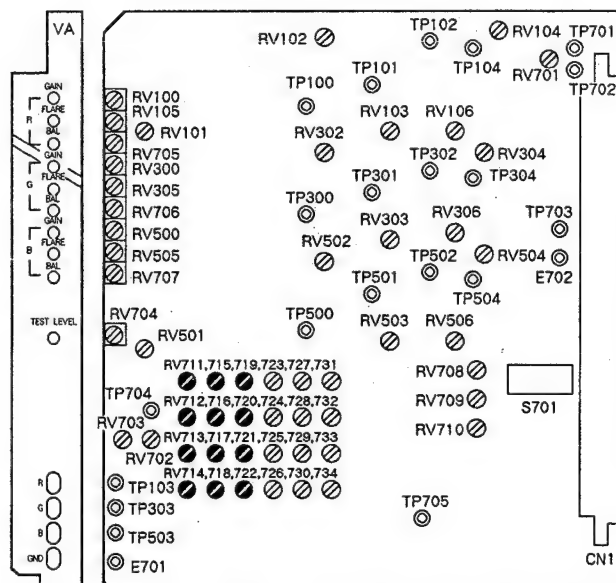 VA
GAIN
FLARE
R
BAL
GAIN
FLARE
G
BAL
GAIN
FLARE
B
BAL
TEST LEVEL
R
G
B
GND
RV102
TP102
RV104
TP701
TP104
RV701
TP702
TP101
TP100
RV100
RV105
RV101
RV103
RV106
RV302
RV705
RV300
TP302
RV304
TP304
RV305
TP301
RV706
TP300
RV306
TP703
RV500
RV303
RV502
RV505
TP502
RV504
E702
RV707
TP501
TP504
RV704
RV501
TP500
RV503
RV506
RV711,715,719,723,727,731
RV708
TP704
RV712,716,720,724,728,732
RV709
S701
RV703
RV710
RV702
RV713,717,721,725,729,733
RV714,718,722,726,730,734
TP103
TP303
TP705
TP503
E701
CN1